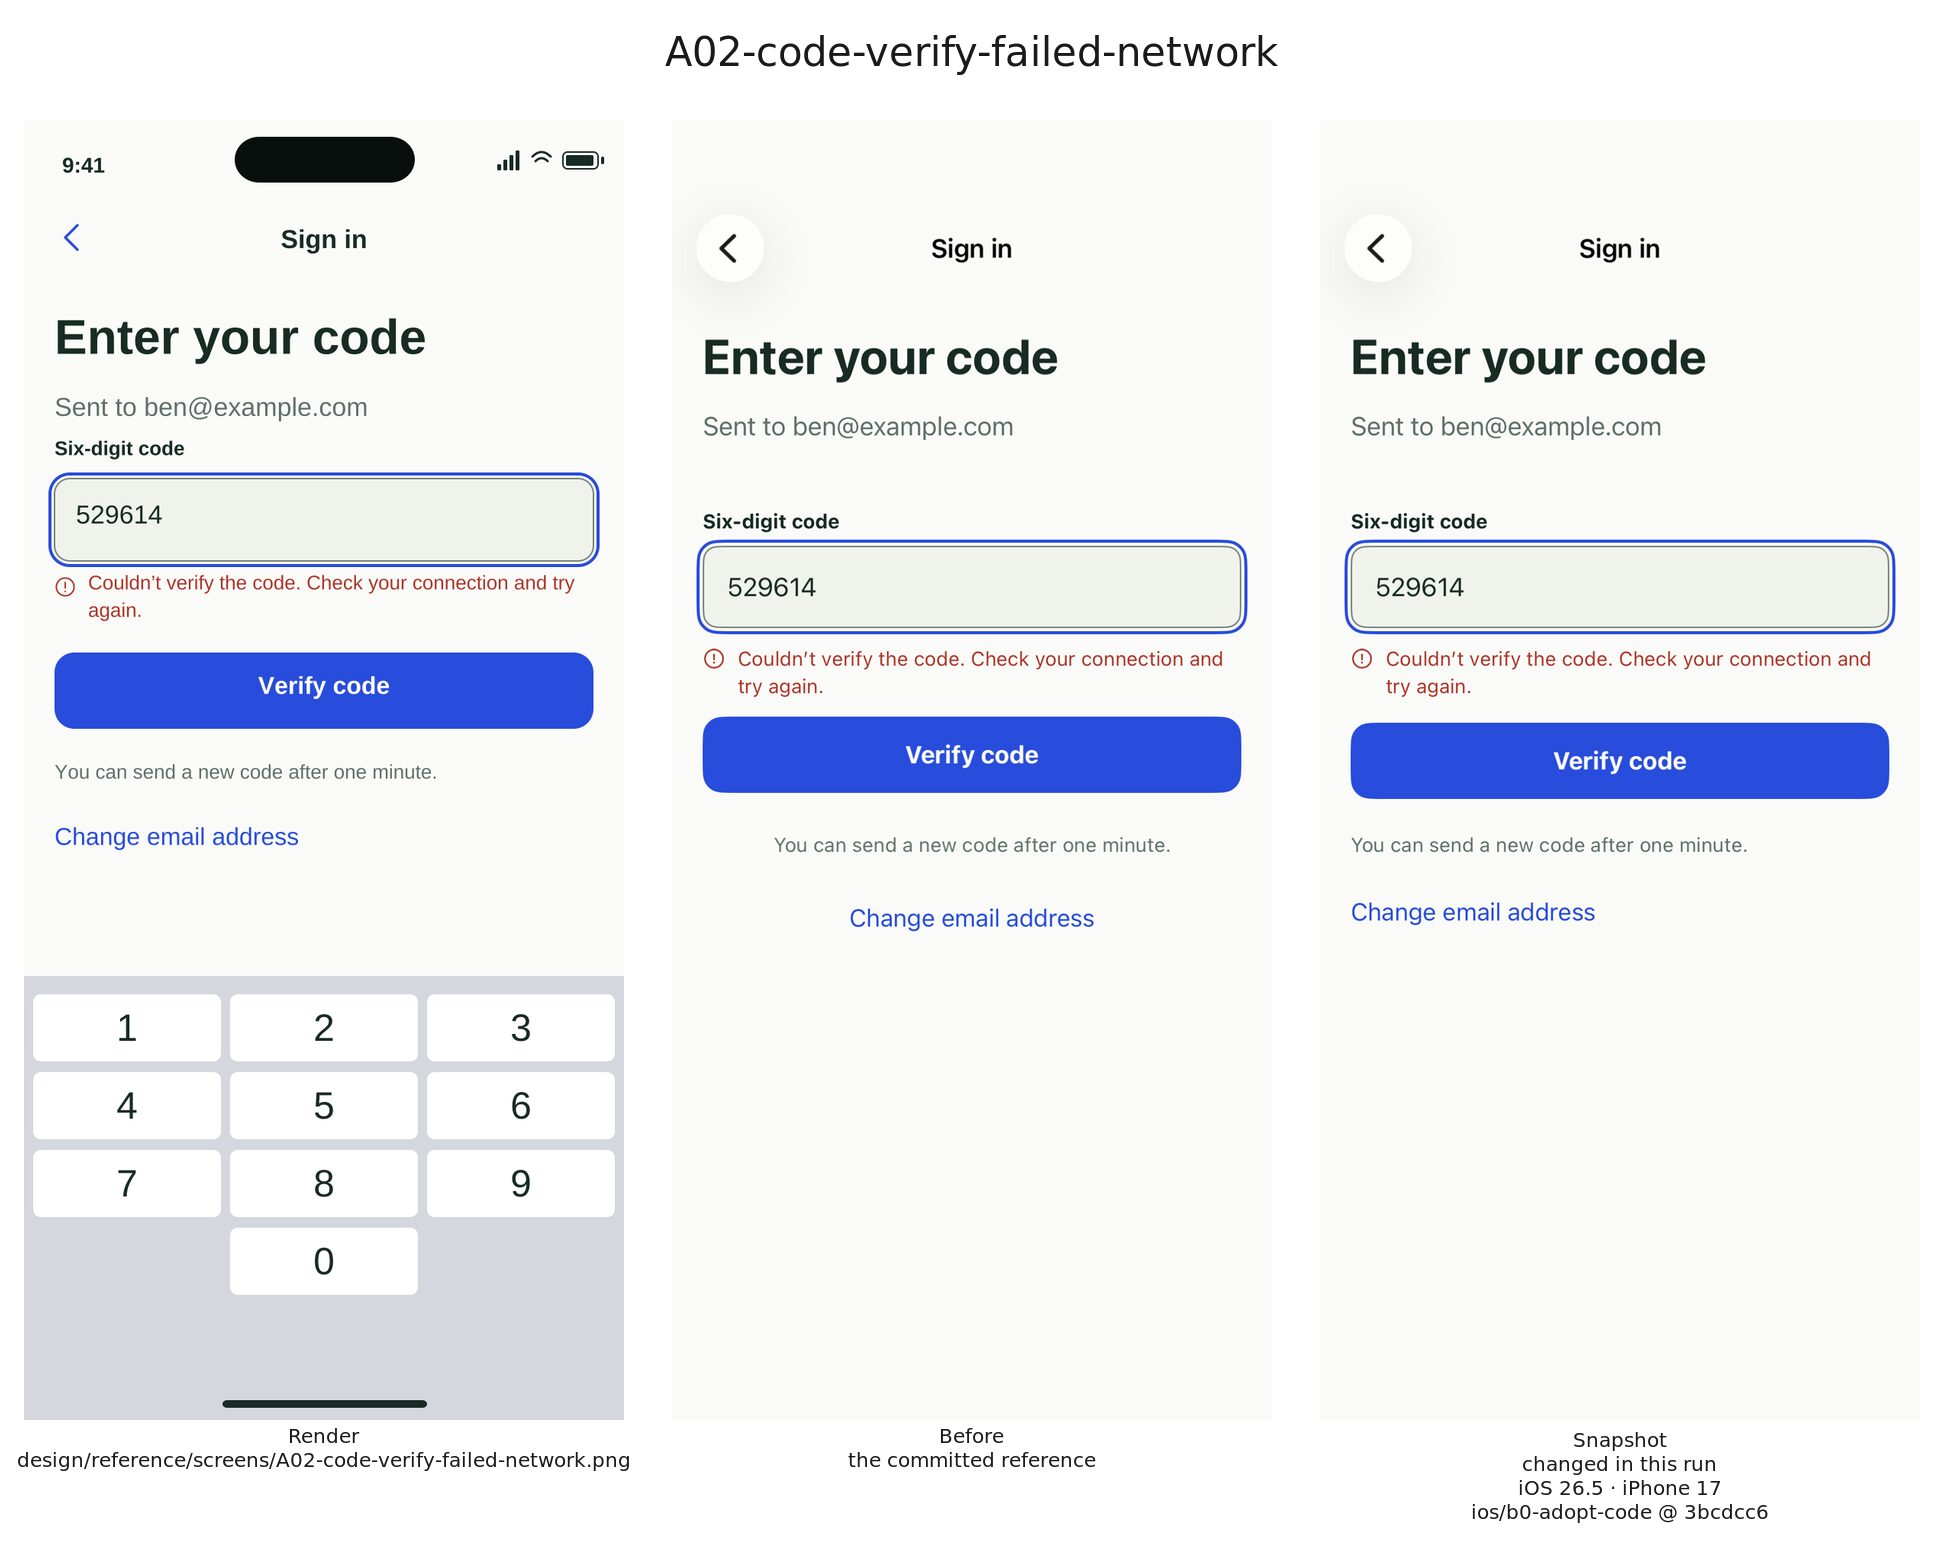 A02-code-verify-failed-network
9:41
Sign in
Enter your code
Sent to ben@example.com
Six-digit code
529614
Couldn’t verify the code. Check your connection and try
again.
Verify code
You can send a new code after one minute.
Change email address
1 2 3
4 5 6
7 8 9
0
Render
design/reference/screens/A02-code-verify-failed-network.png
Sign in
Enter your code
Sent to ben@example.com
Six-digit code
529614
Couldn’t verify the code. Check your connection and
try again.
Verify code
You can send a new code after one minute.
Change email address
Before
the committed reference
Sign in
Enter your code
Sent to ben@example.com
Six-digit code
529614
Couldn’t verify the code. Check your connection and
try again.
Verify code
You can send a new code after one minute.
Change email address
Snapshot
changed in this run
iOS 26.5 · iPhone 17
ios/b0-adopt-code @ 3bcdcc6